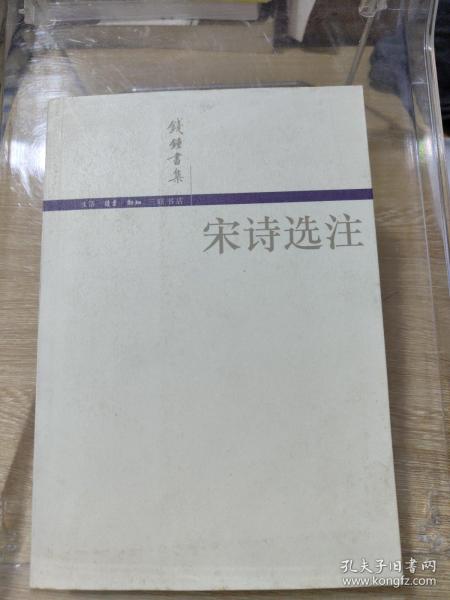 錢鍾書集
生活·讀書·新知 三联书店
宋诗选注
孔夫子旧书网
www.kongfz.com